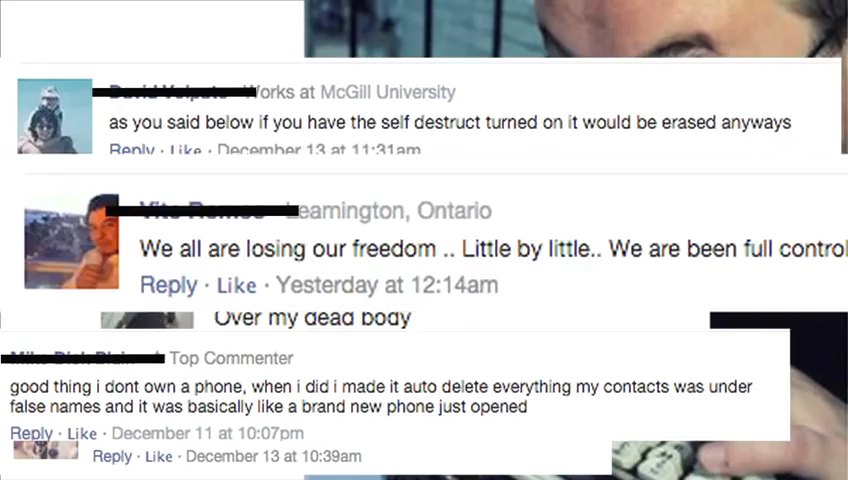 Works at McGill University
as you said below if you have the self destruct turned on it would be erased anyways
Reply · Like · December 13 at 11:31am
Leamington, Ontario
We all are losing our freedom .. Little by little.. We are been full control
Reply · Like · Yesterday at 12:14am
Over my dead body
Top Commenter
good thing i dont own a phone, when i did i made it auto delete everything my contacts was under
false names and it was basically like a brand new phone just opened
Reply · Like · December 11 at 10:07pm
Reply · Like · December 13 at 10:39am